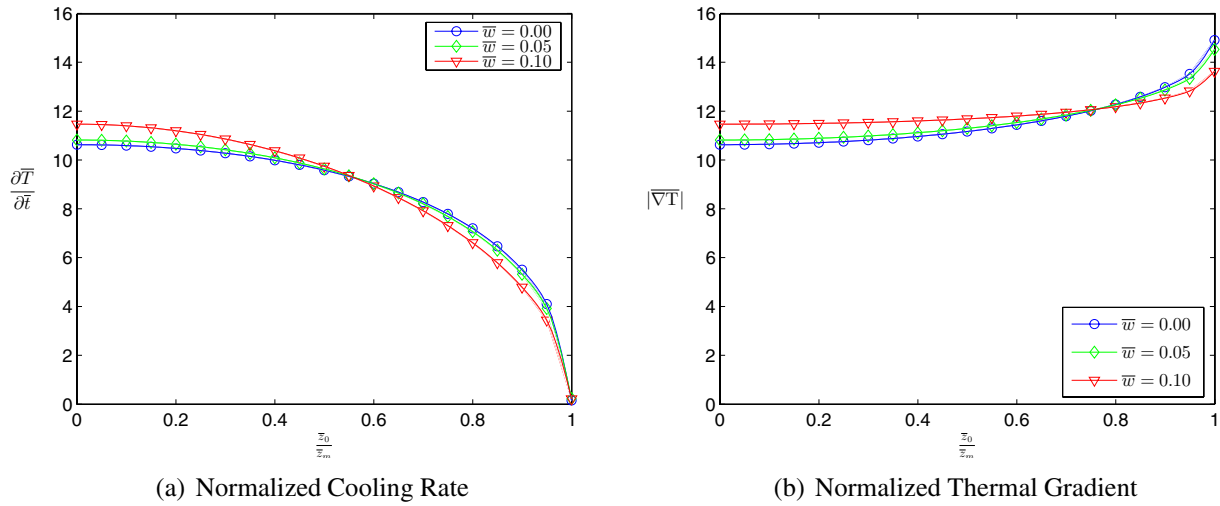 16
14
12
10
8
6
4
2
0
∂T̅/∂t̅
w̅ = 0.00
w̅ = 0.05
w̅ = 0.10
0 0.2 0.4 0.6 0.8 1
z̅₀/z̅ₘ
(a) Normalized Cooling Rate
16
14
12
10
8
6
4
2
0
|∇̅T̅|
w̅ = 0.00
w̅ = 0.05
w̅ = 0.10
0 0.2 0.4 0.6 0.8 1
z̅₀/z̅ₘ
(b) Normalized Thermal Gradient